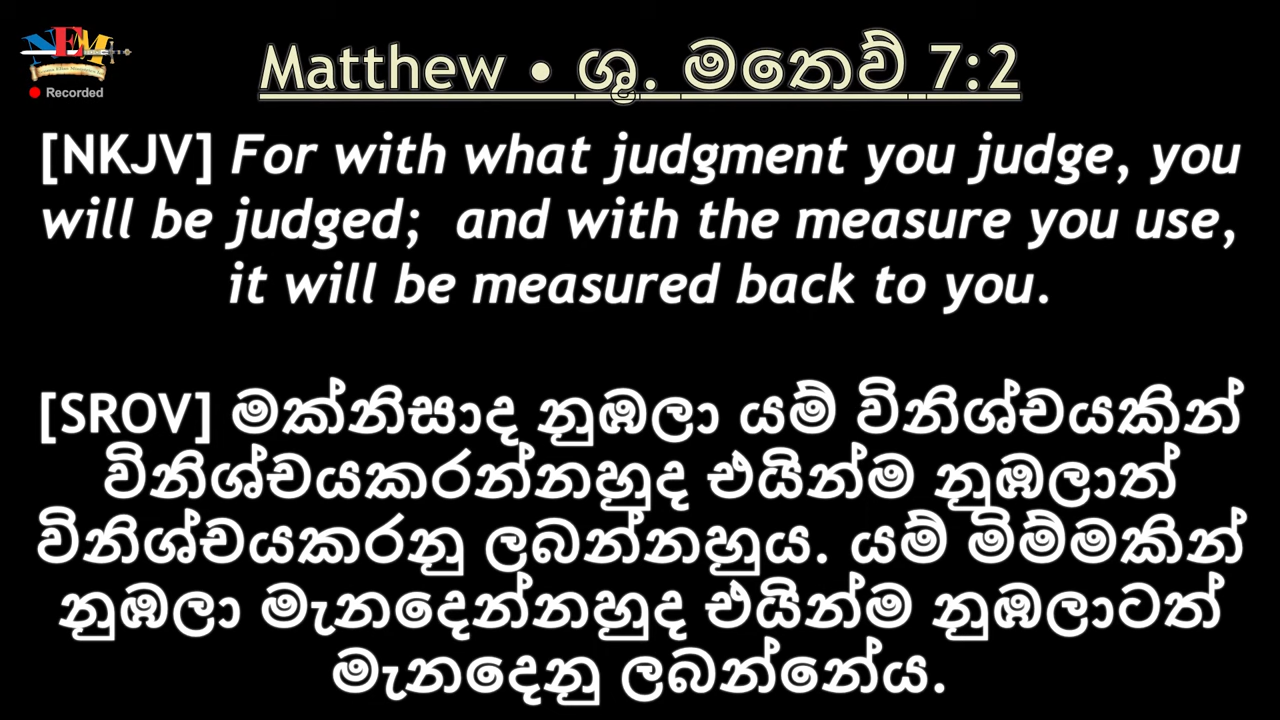 NEM
Recorded
Matthew • ශු. මතෙව් 7:2
[NKJV] For with what judgment you judge, you
will be judged; and with the measure you use,
it will be measured back to you.
[SROV] මක්නිසාද නුඹලා යම් විනිශ්චයකින්
විනිශ්චයකරන්නහුද එයින්ම නුඹලාත්
විනිශ්චයකරනු ලබන්නහුය. යම් මිම්මකින්
නුඹලා මැනදෙන්නහුද එයින්ම නුඹලාටත්
මැනදෙනු ලබන්නේය.